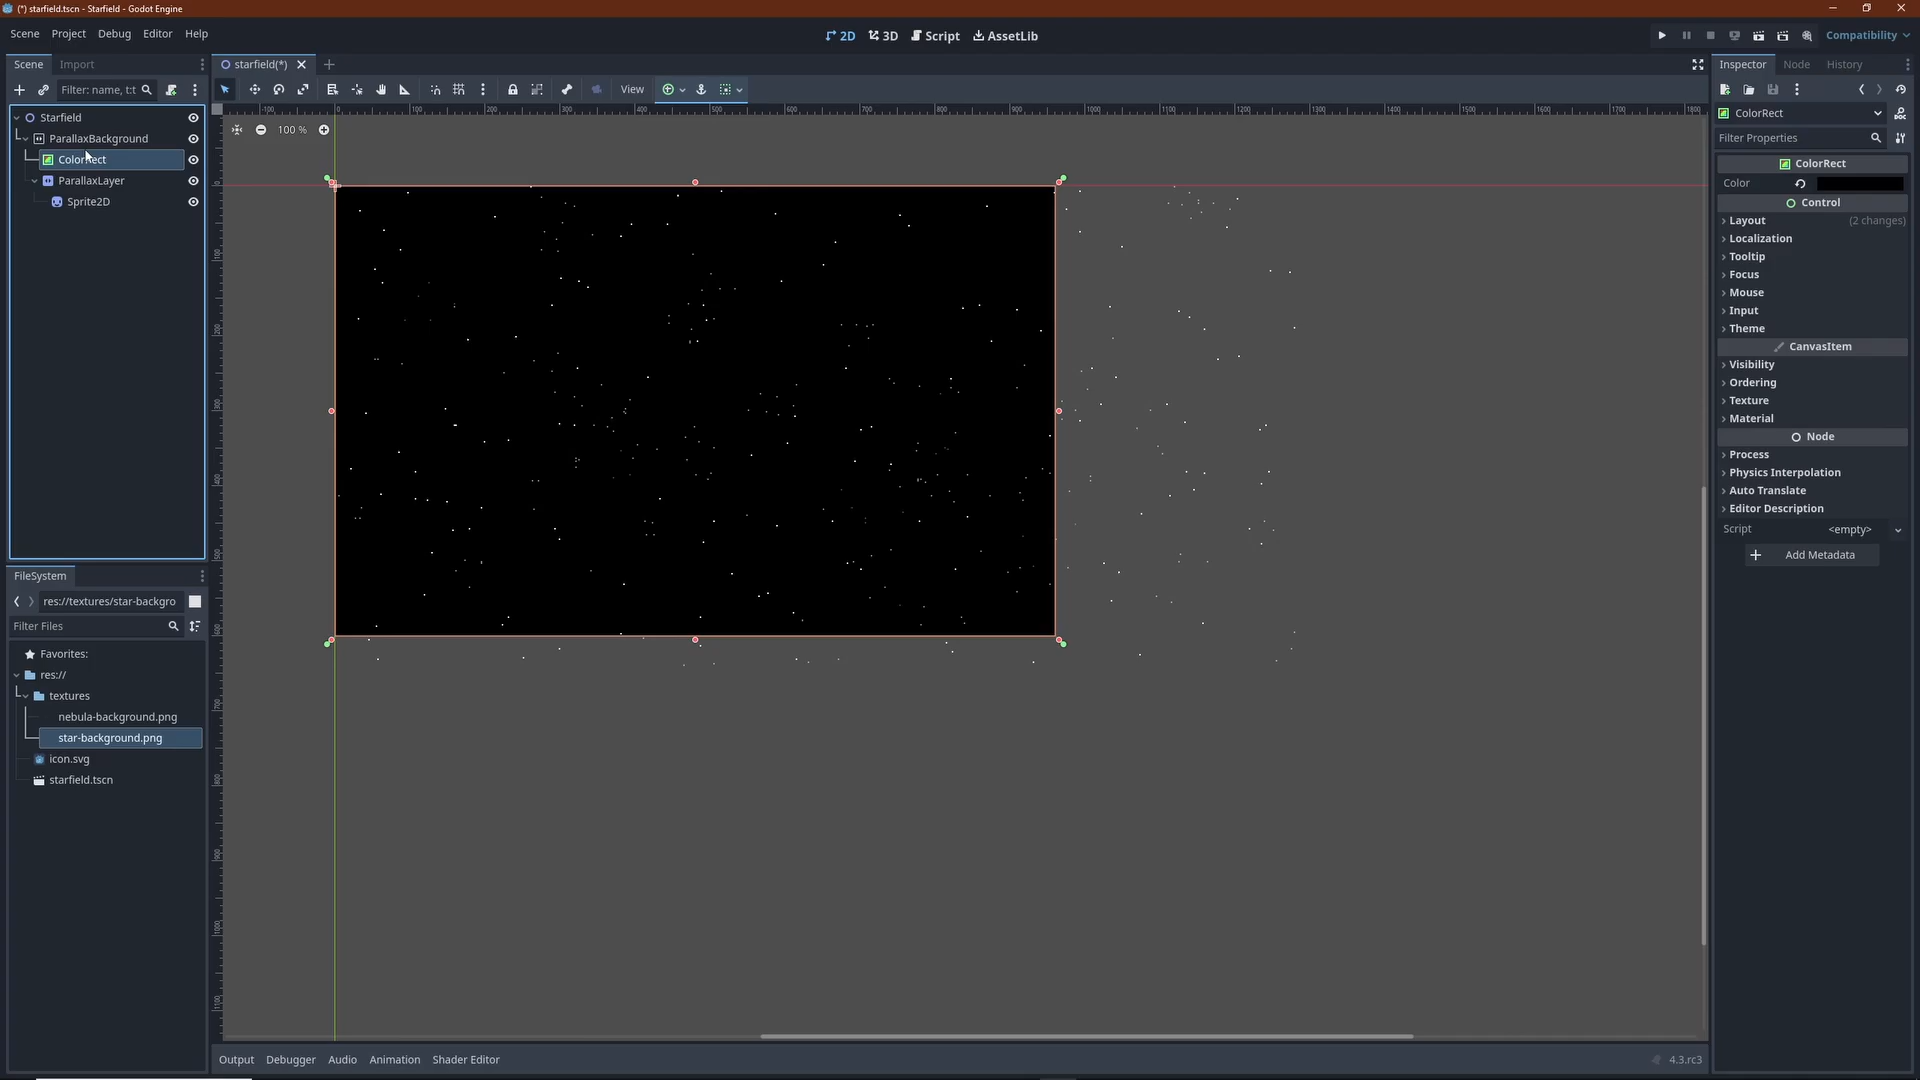 (*) starfield.tscn - Starfield - Godot Engine
Scene Project Debug Editor Help
2D 3D Script AssetLib
Compatibility
Scene Import
starfield(*)
Inspector Node History
Filter: name, t:t
View
ColorRect
Filter Properties
Starfield
ParallaxBackground
ColorRect
ParallaxLayer
Sprite2D
100 %
ColorRect
Color
Control
Layout (2 changes)
Localization
Tooltip
Focus
Mouse
Input
Theme
CanvasItem
Visibility
Ordering
Texture
Material
Node
Process
Physics Interpolation
Auto Translate
Editor Description
Script <empty>
Add Metadata
FileSystem
res://textures/star-backgro
Filter Files
Favorites:
res://
textures
nebula-background.png
star-background.png
icon.svg
starfield.tscn
Output Debugger Audio Animation Shader Editor
4.3.rc3